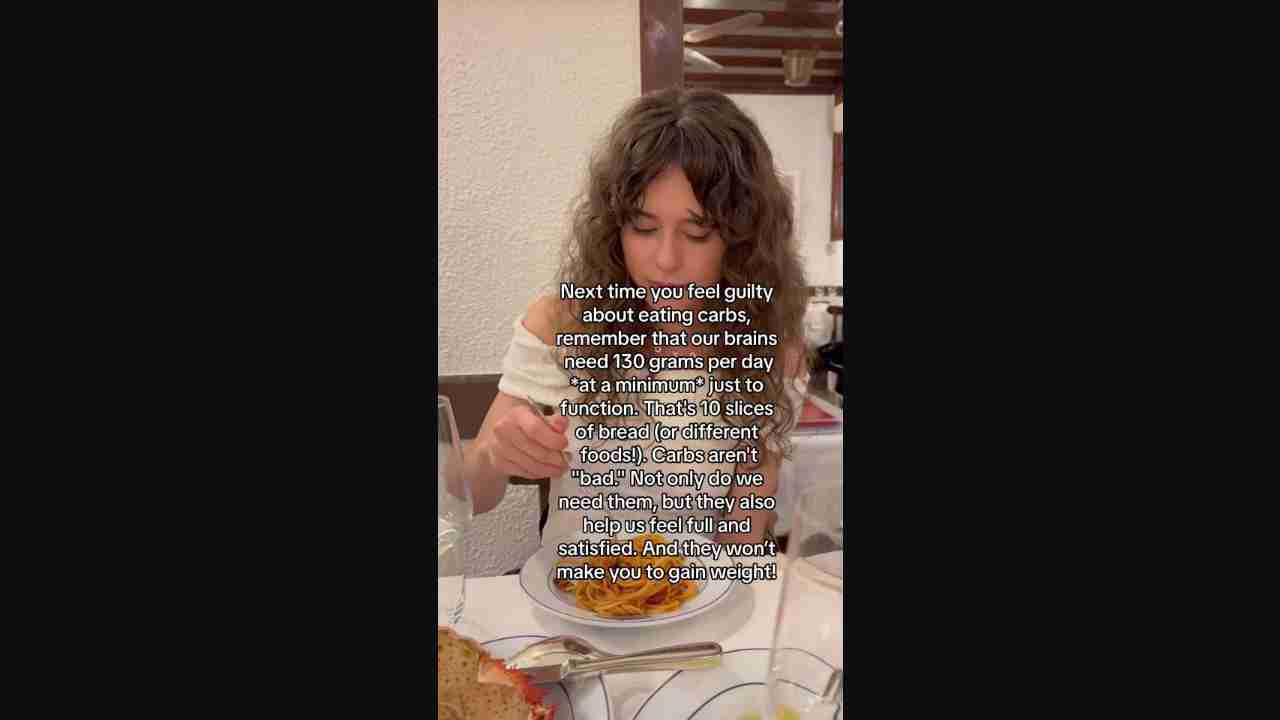 Next time you feel guilty
about eating carbs,
remember that our brains
need 130 grams per day
*at a minimum* just to
function. That's 10 slices
of bread (or different
foods!). Carbs aren't
"bad." Not only do we
need them, but they also
help us feel full and
satisfied. And they won't
make you to gain weight!